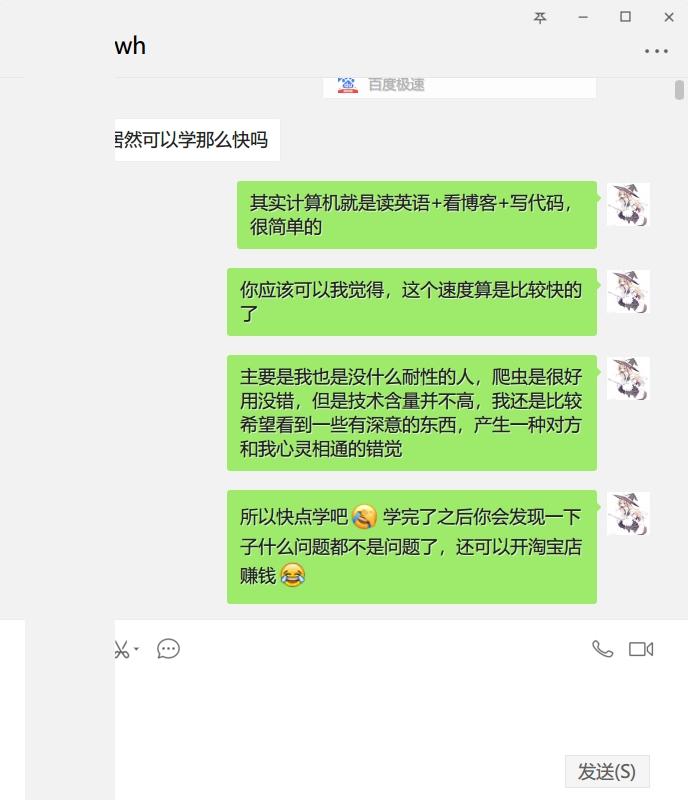 wh
百度极速
居然可以学那么快吗
其实计算机就是读英语+看博客+写代码，
很简单的
你应该可以我觉得，这个速度算是比较快的
了
主要是我也是没什么耐性的人，爬虫是很好
用没错，但是技术含量并不高，我还是比较
希望看到一些有深意的东西，产生一种对方
和我心灵相通的错觉
所以快点学吧🤣 学完了之后你会发现一下
子什么问题都不是问题了，还可以开淘宝店
赚钱😂
发送(S)